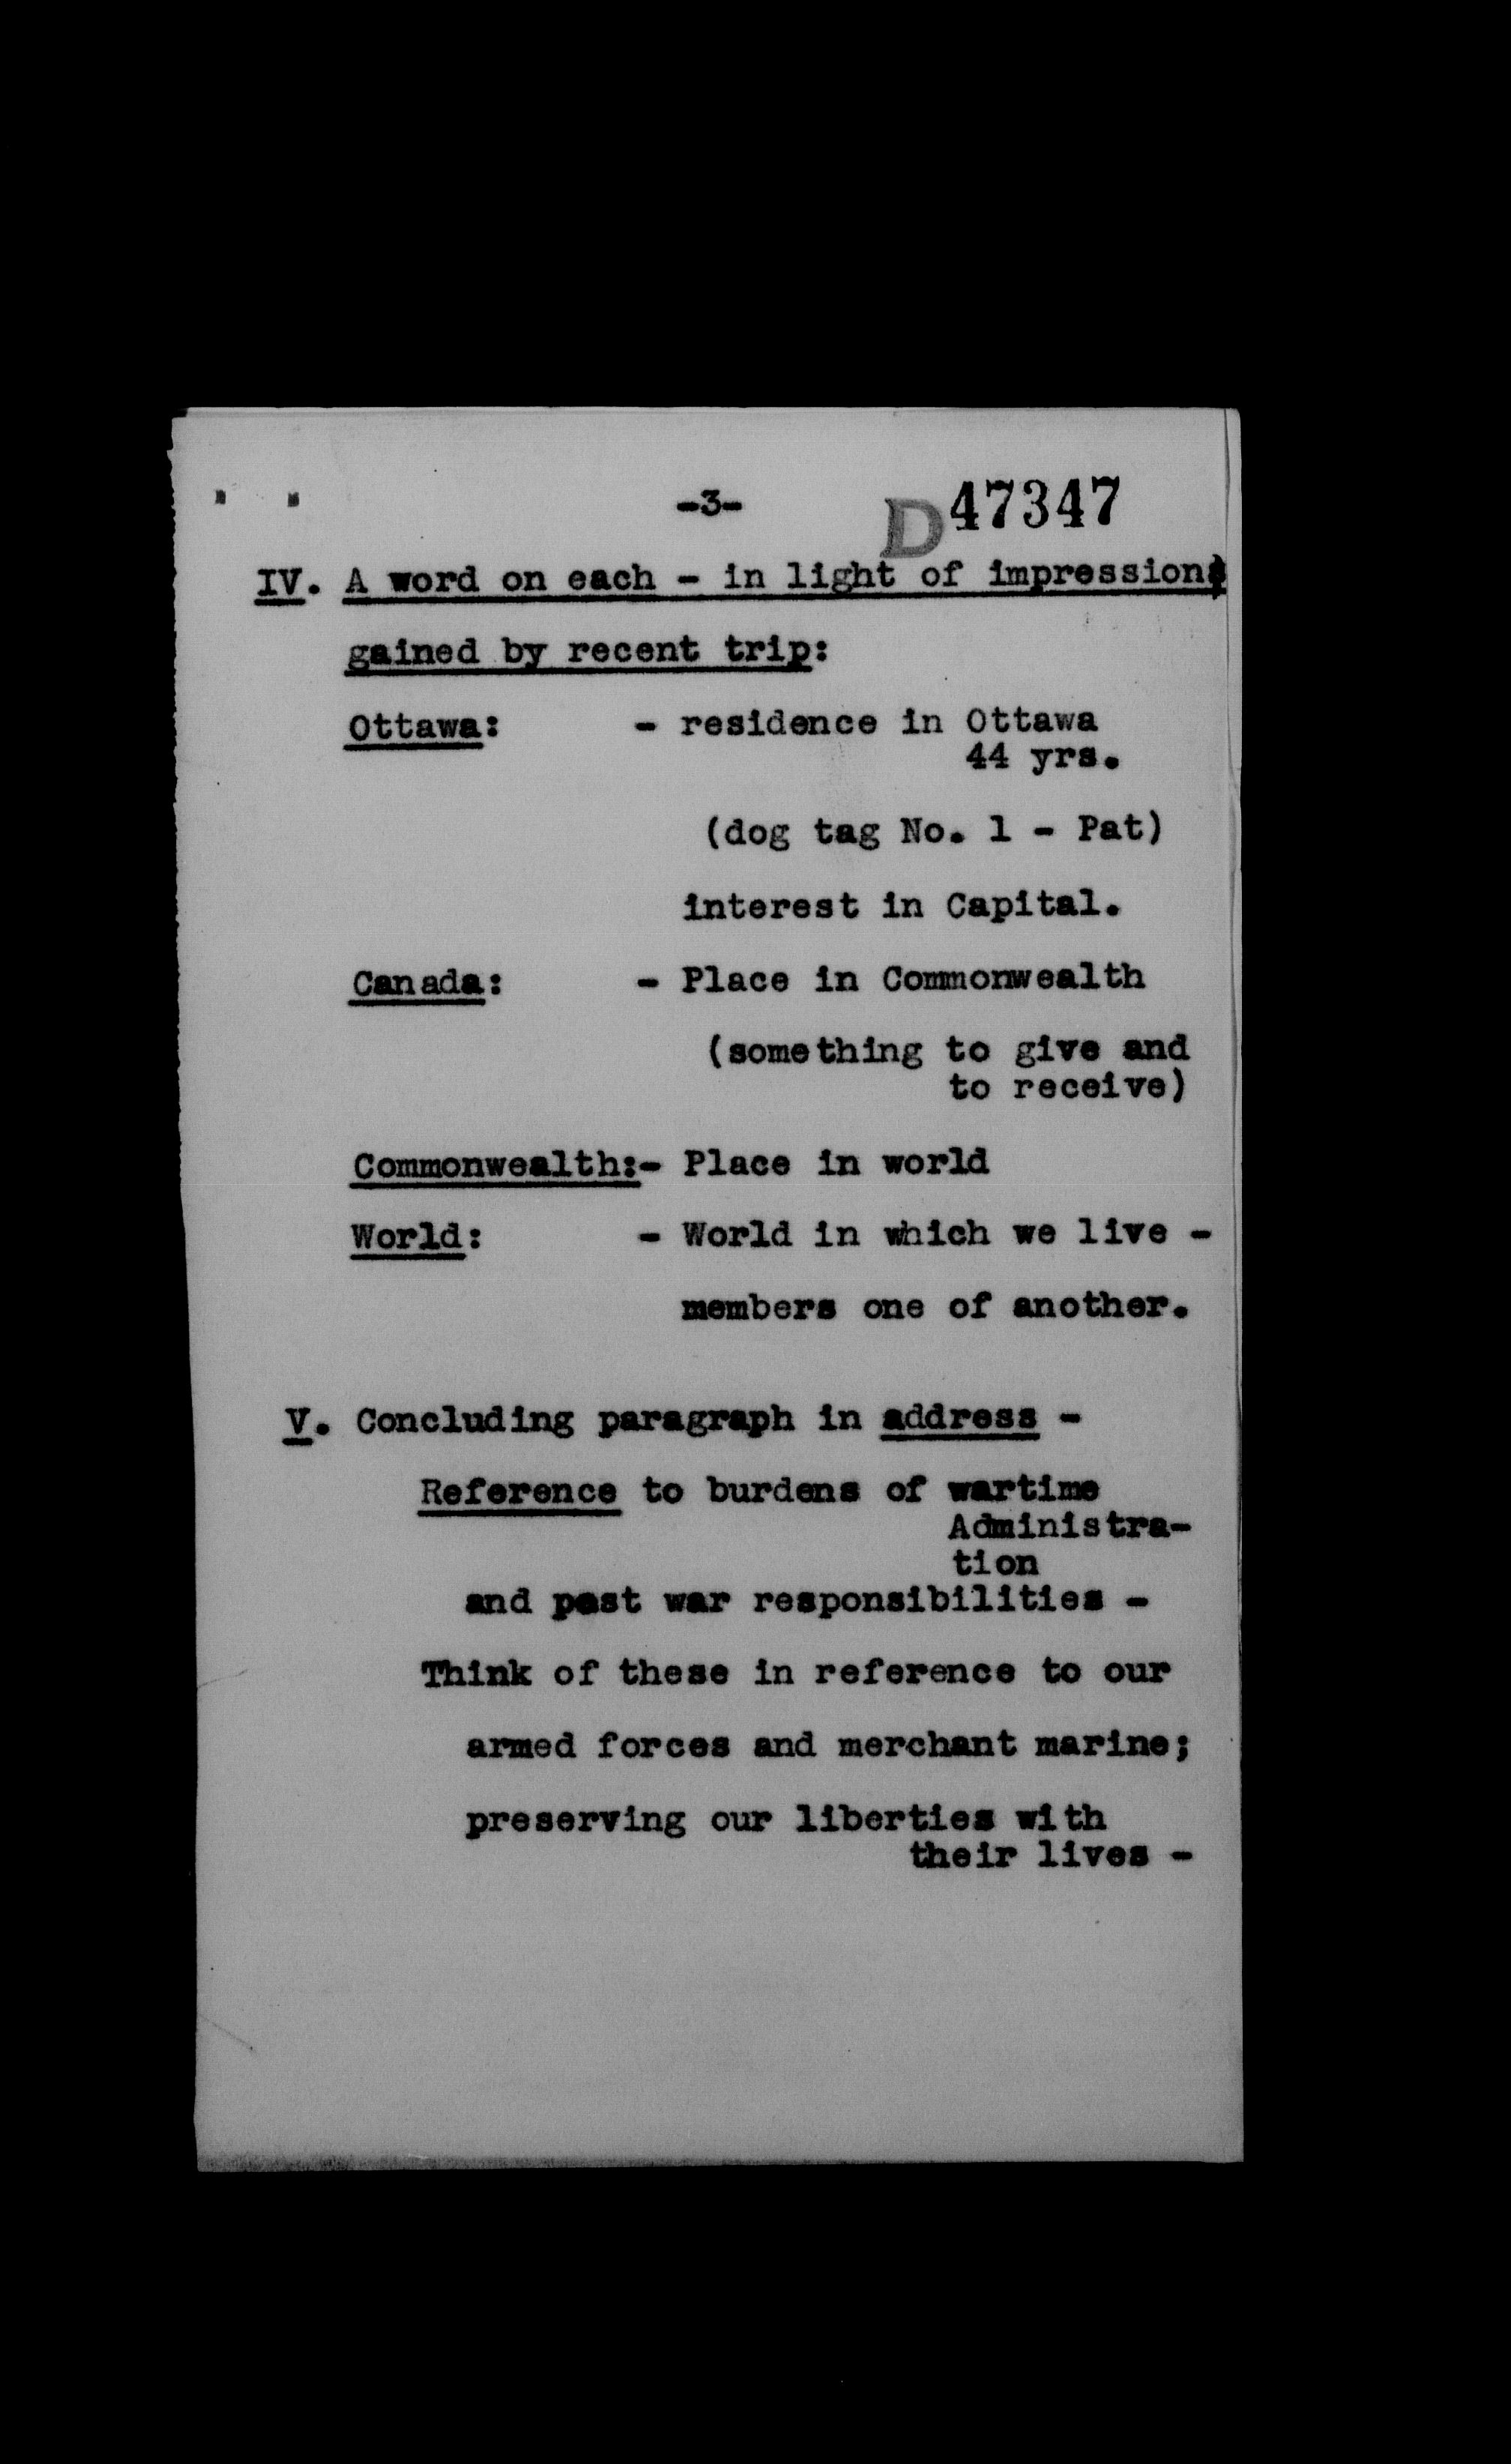 -3-
D 47347
IV. A word on each - in light of impressions
gained by recent trip:
Ottawa: - residence in Ottawa
44 yrs.
(dog tag No. 1 - Pat)
interest in Capital.
Canada: - Place in Commonwealth
(something to give and
to receive)
Commonwealth:- Place in world
World: - World in which we live -
members one of another.
V. Concluding paragraph in address -
Reference to burdens of wartime
Administra-
tion
and post war responsibilities -
Think of these in reference to our
armed forces and merchant marine;
preserving our liberties with
their lives -